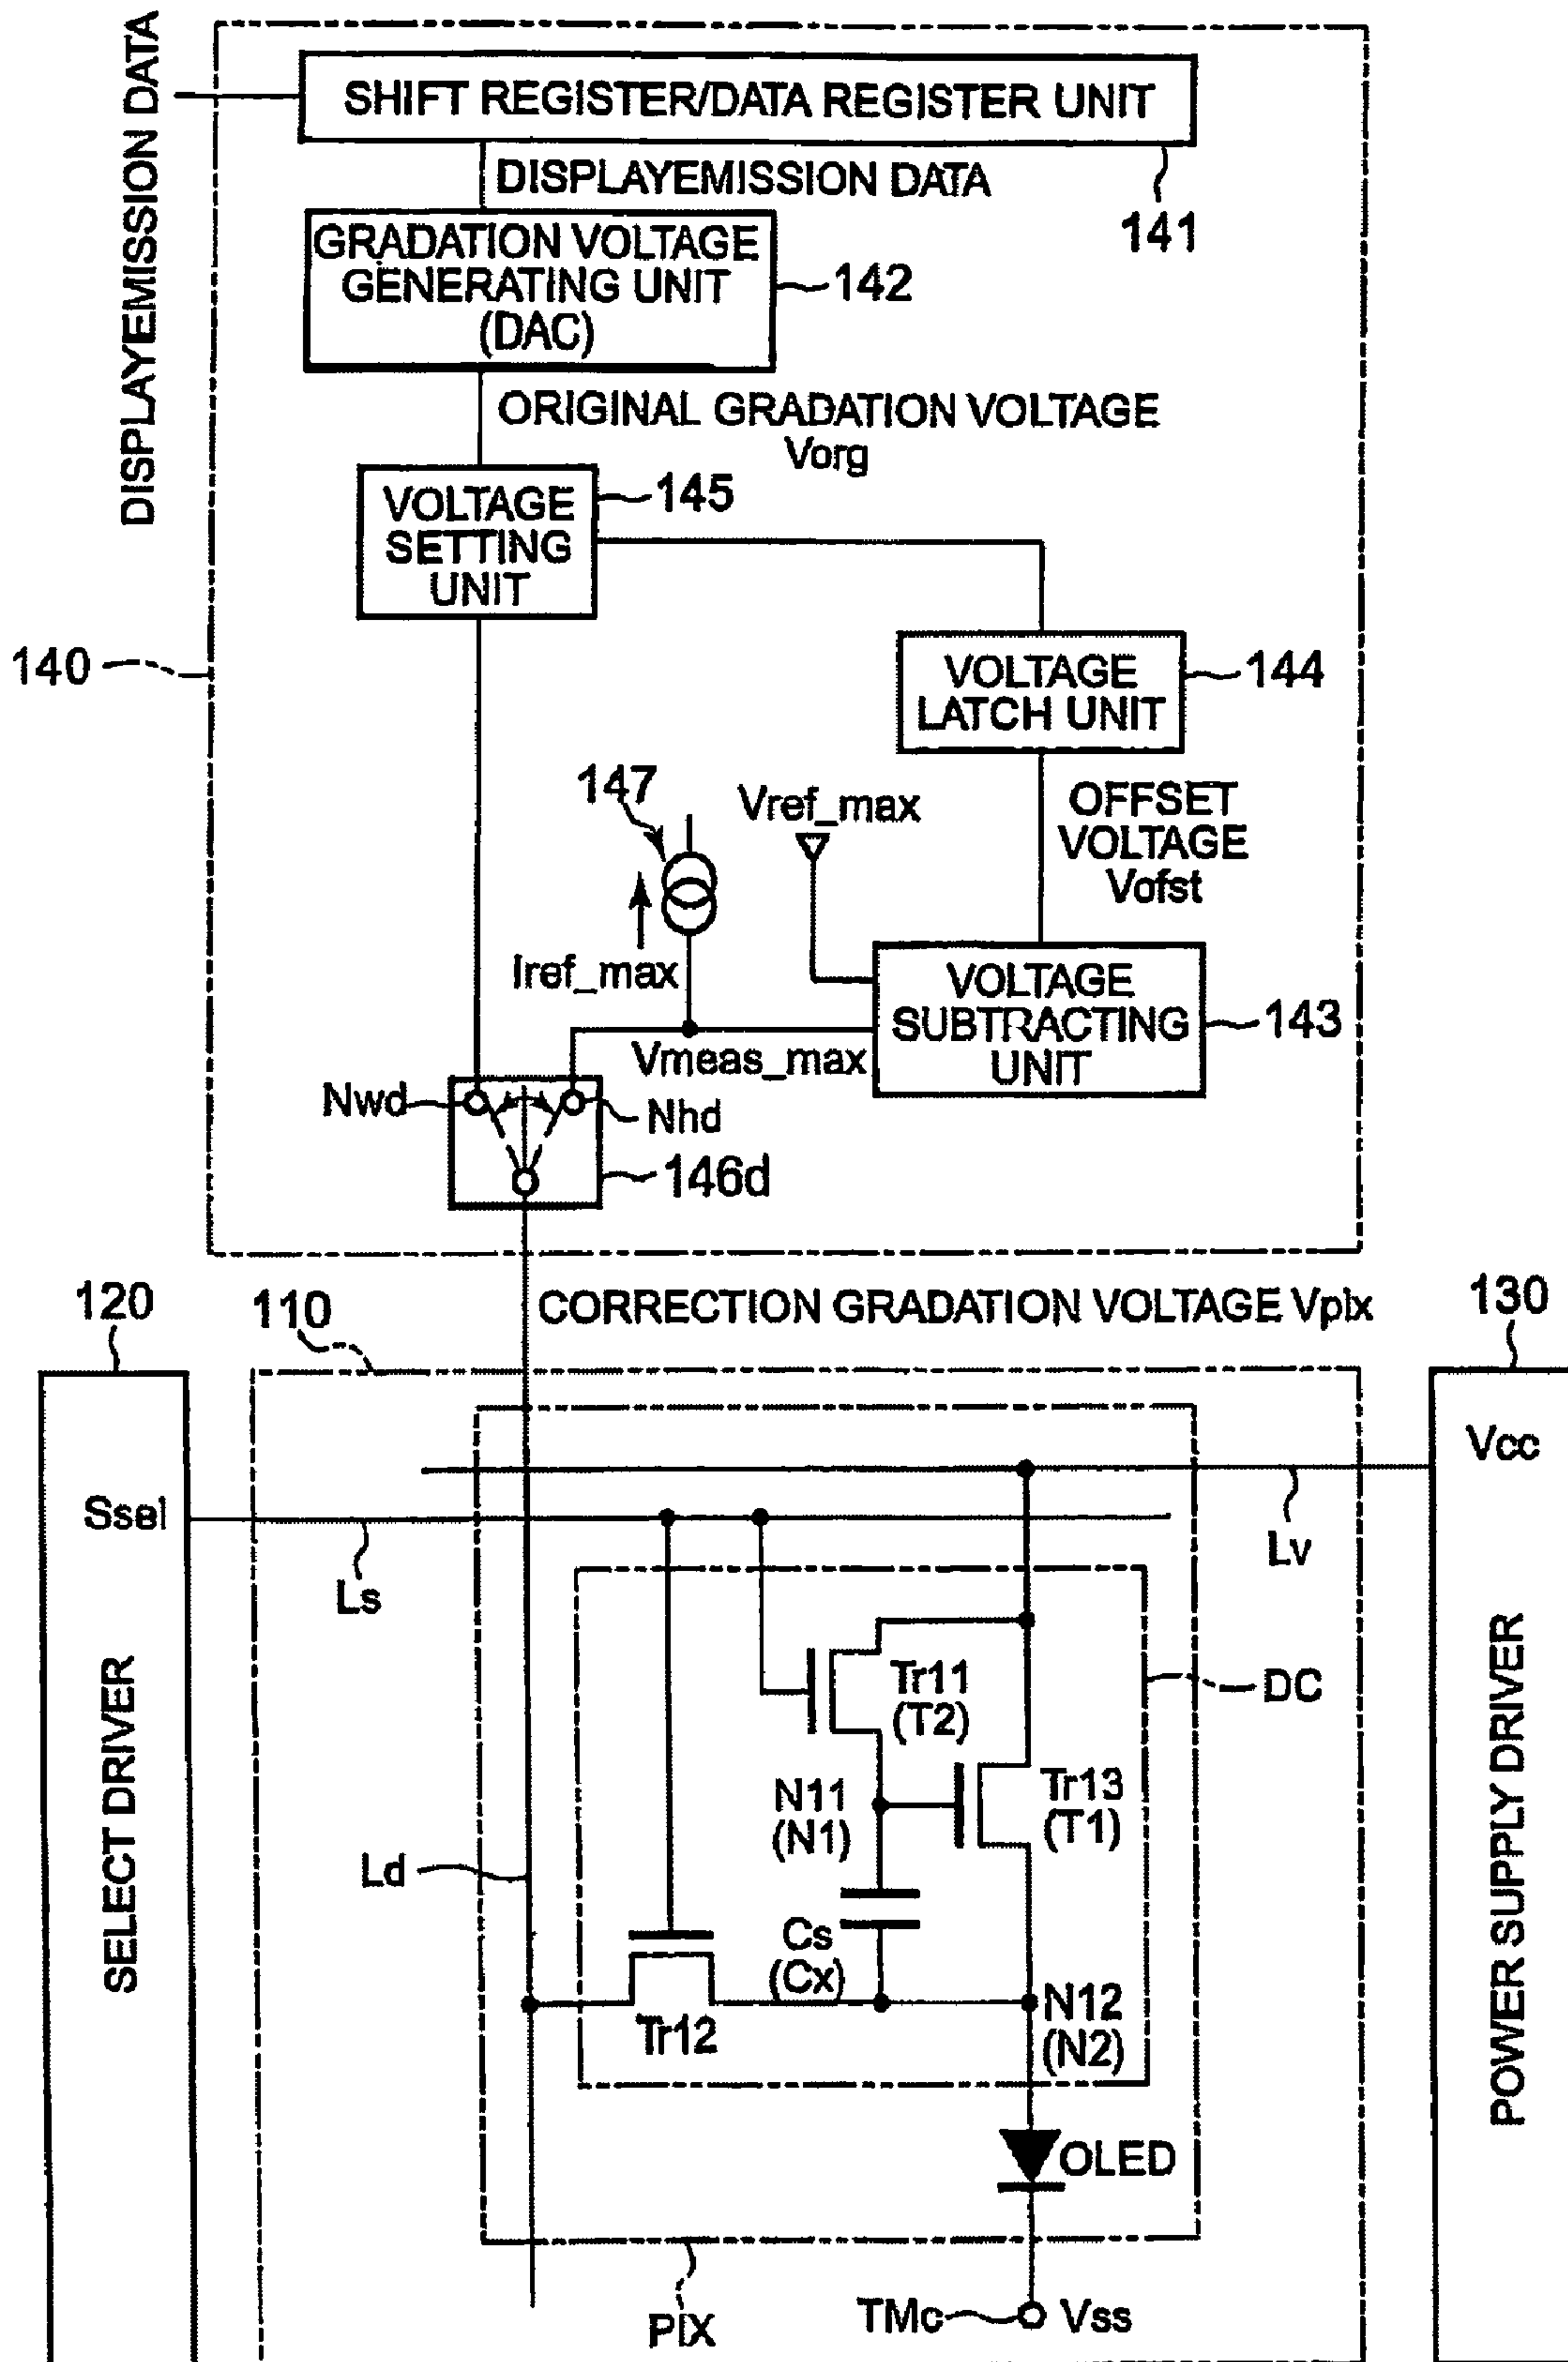 DISPLAYEMISSION DATA
SHIFT REGISTER/DATA REGISTER UNIT
141
DISPLAYEMISSION DATA
GRADATION VOLTAGE
GENERATING UNIT
(DAC)
142
ORIGINAL GRADATION VOLTAGE
Vorg
VOLTAGE
SETTING
UNIT
145
140
VOLTAGE
LATCH UNIT
144
147
Vref_max
OFFSET
VOLTAGE
Vofst
Iref_max
VOLTAGE
SUBTRACTING
UNIT
143
Vmeas_max
Nwd
Nhd
146d
CORRECTION GRADATION VOLTAGE Vpix
120
110
130
Vcc
Ssel
Ls
Lv
SELECT DRIVER
POWER SUPPLY DRIVER
Tr11
(T2)
DC
N11
(N1)
Tr13
(T1)
Ld
Cs
(Cx)
Tr12
N12
(N2)
OLED
PIX
TMc
Vss